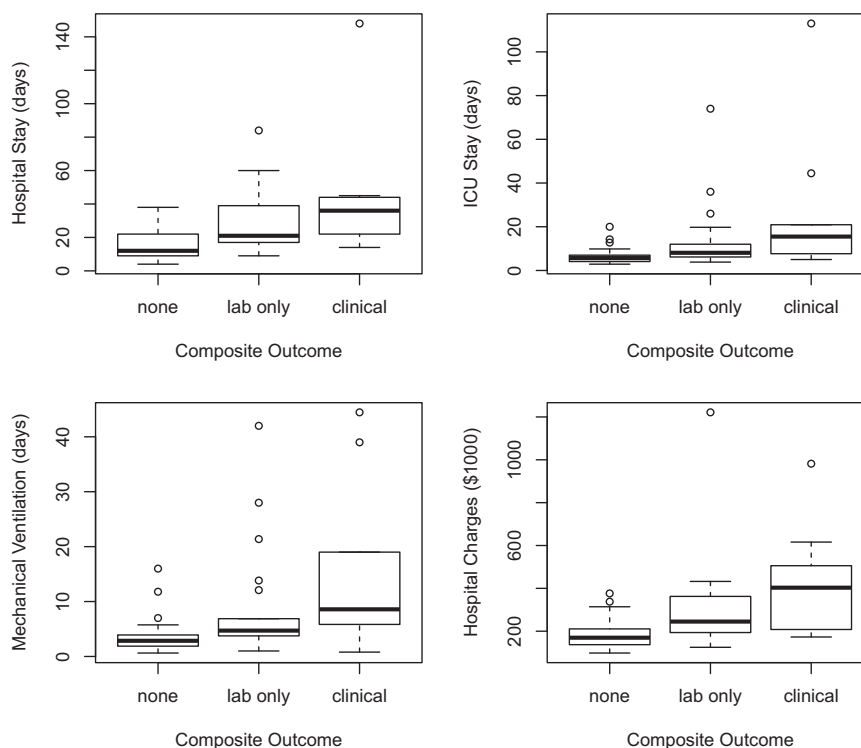 Hospital Stay (days)
0 20 60 100 140
none lab only clinical
Composite Outcome
ICU Stay (days)
0 20 40 60 80 100
none lab only clinical
Composite Outcome
Mechanical Ventilation (days)
0 10 20 30 40
none lab only clinical
Composite Outcome
Hospital Charges ($1000)
200 600 1000
none lab only clinical
Composite Outcome